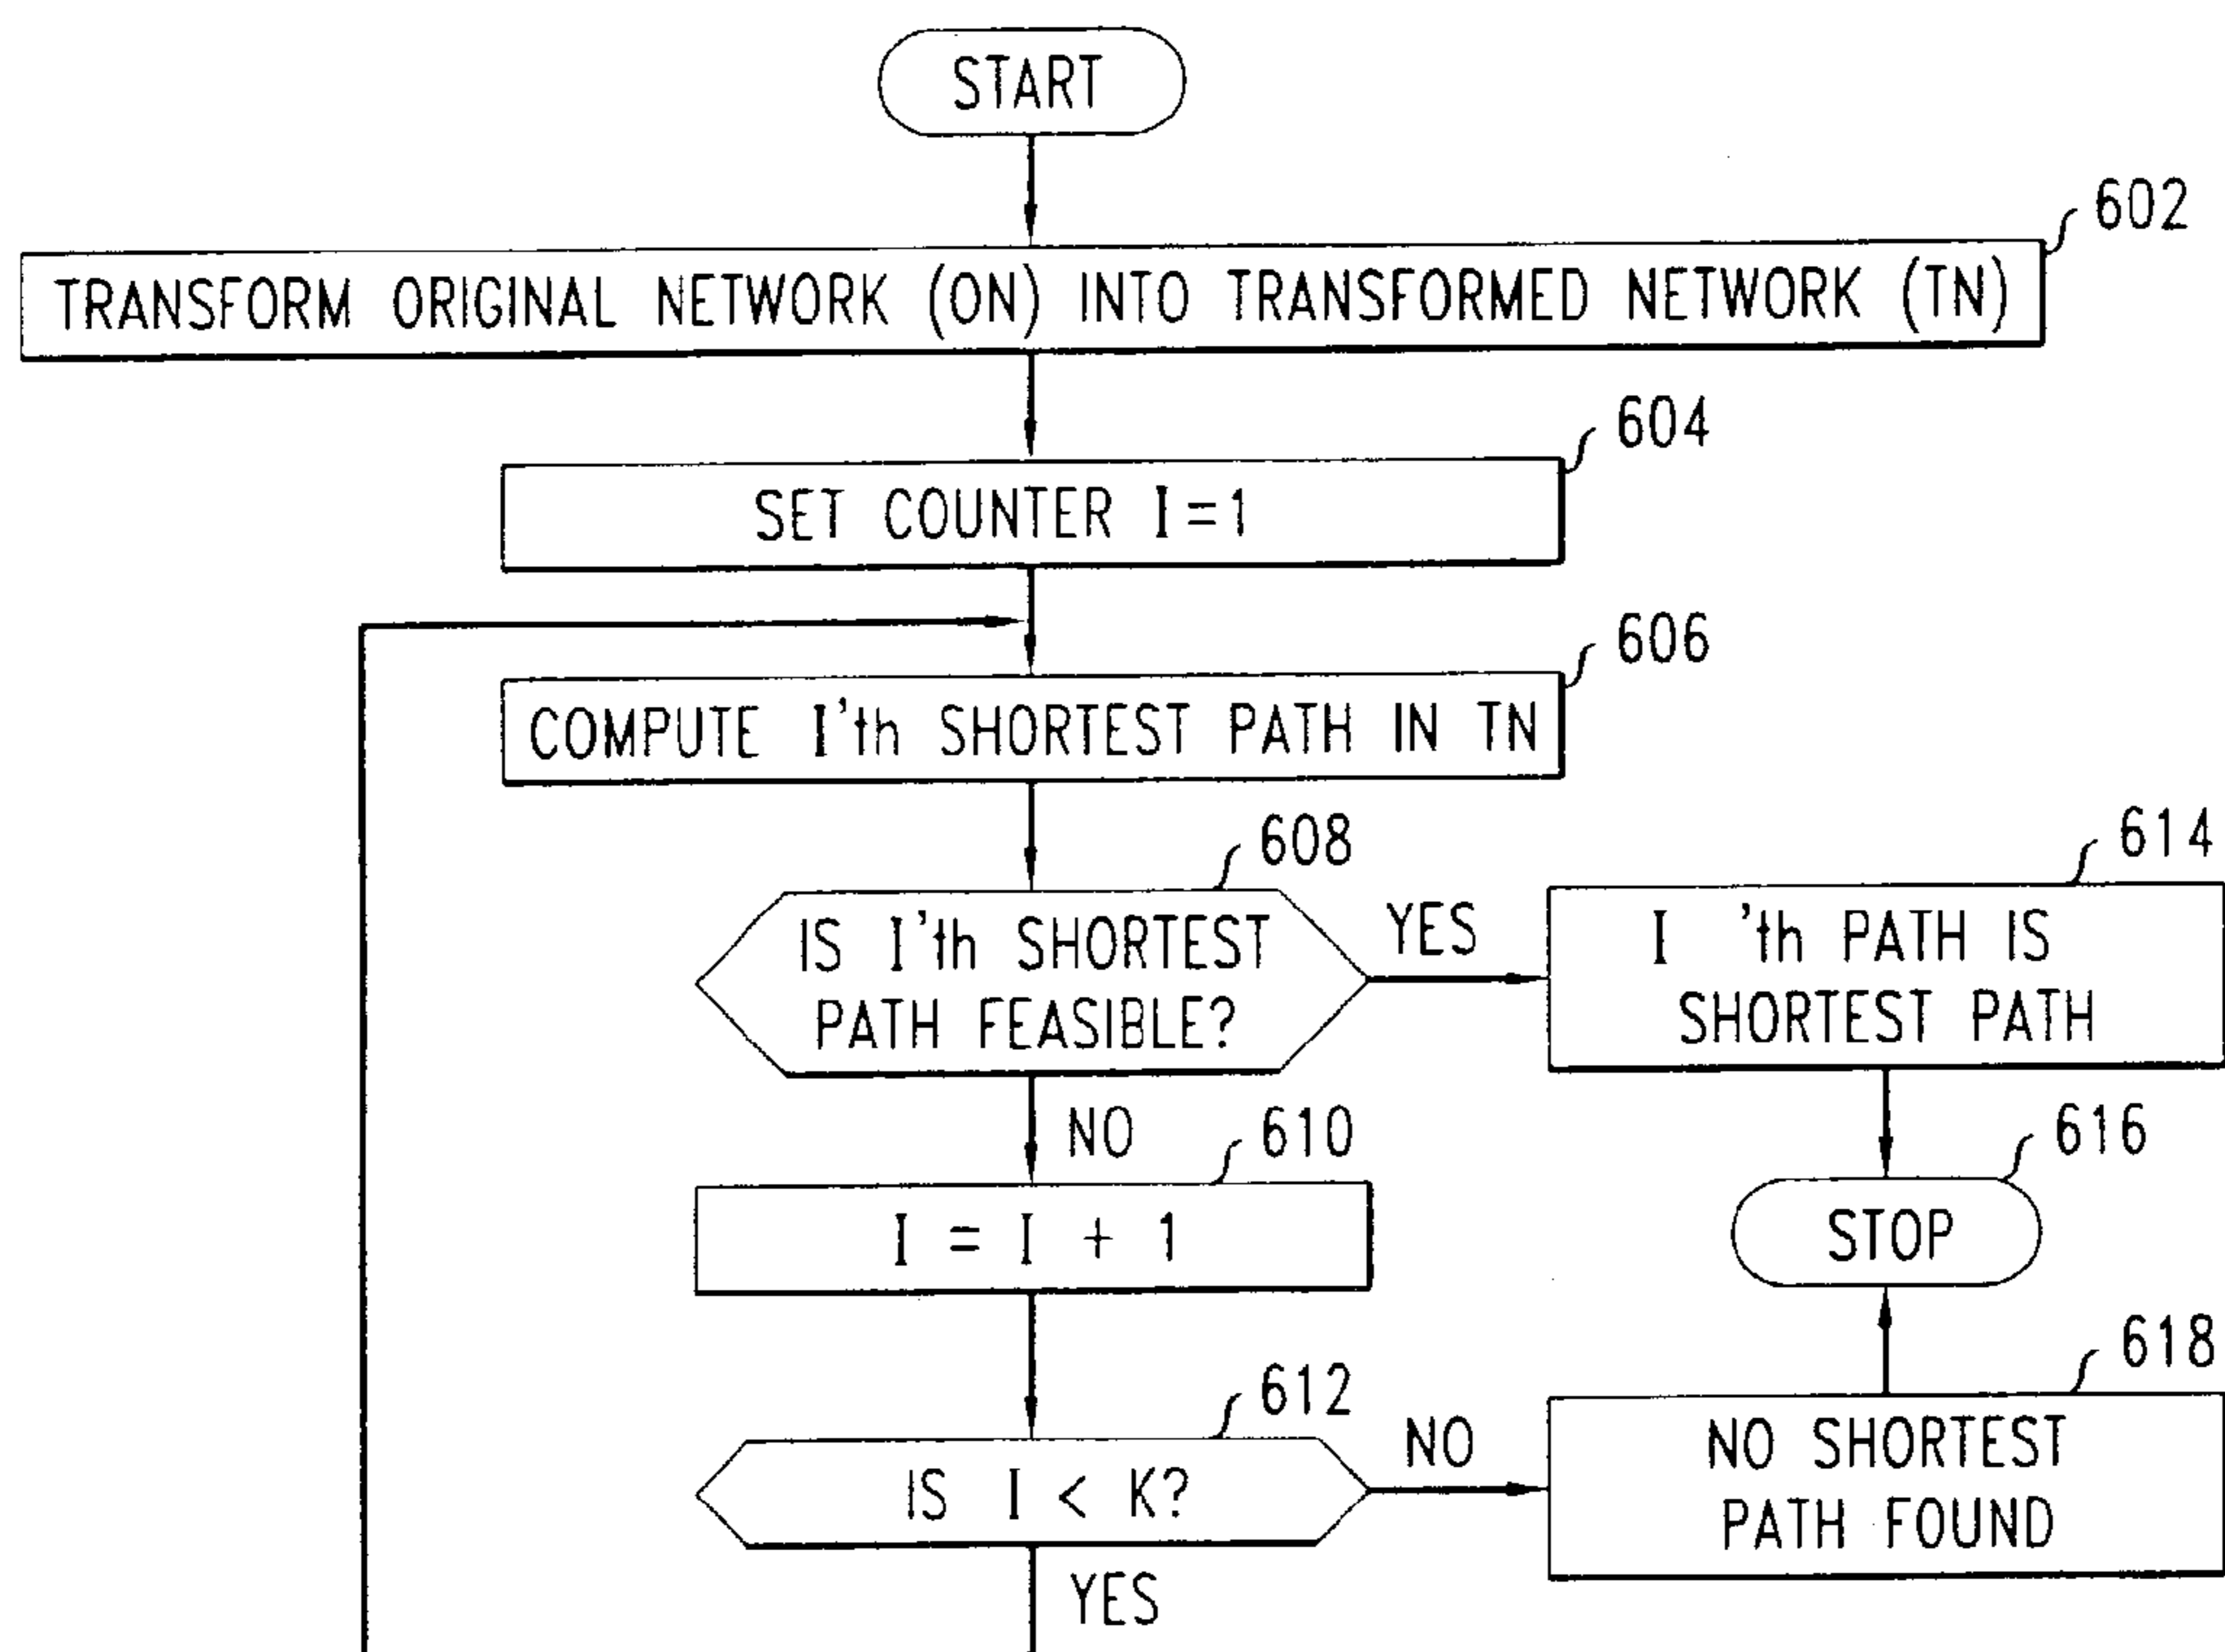 START
602
TRANSFORM ORIGINAL NETWORK (ON) INTO TRANSFORMED NETWORK (TN)
604
SET COUNTER I=1
606
COMPUTE I'th SHORTEST PATH IN TN
608
IS I'th SHORTEST
PATH FEASIBLE?
YES
614
I 'th PATH IS
SHORTEST PATH
NO
610
I = I + 1
616
STOP
612
IS I < K?
NO
618
NO SHORTEST
PATH FOUND
YES